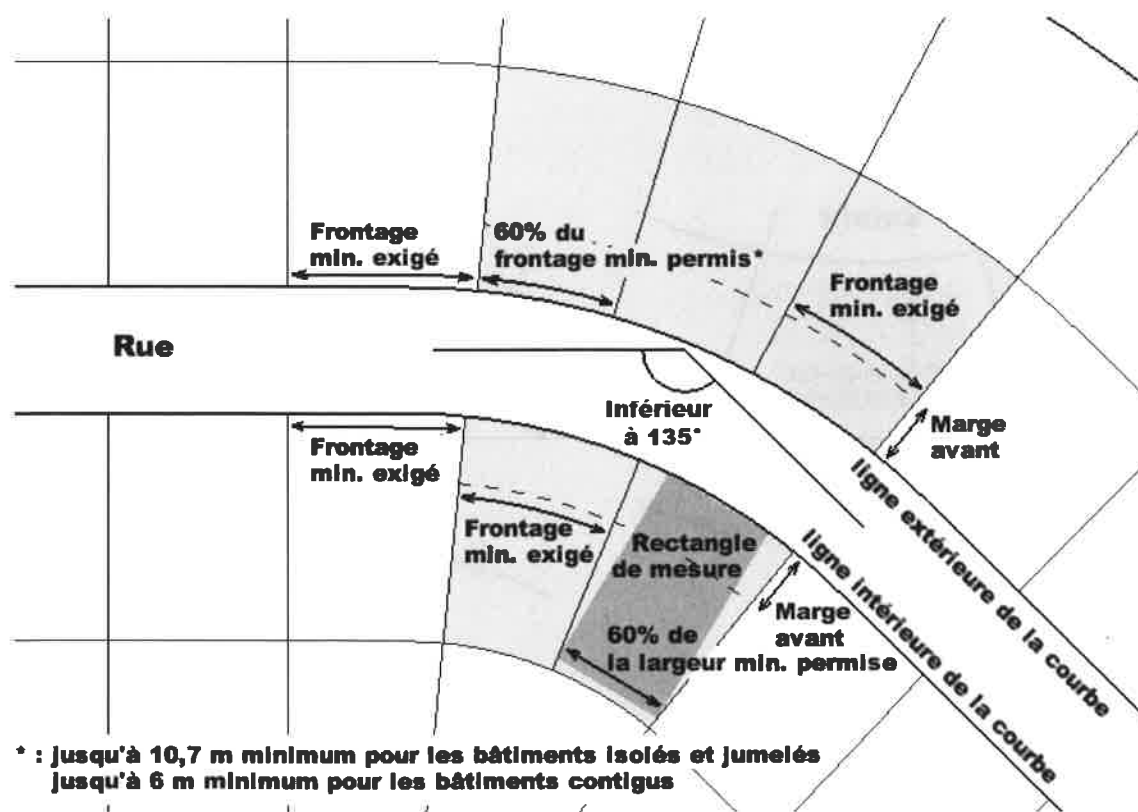 Frontage
min. exigé
60% du
frontage min. permis*
Frontage
min. exigé
Rue
Inférieur
à 135°
Marge
avant
Frontage
min. exigé
Frontage
min. exigé
Rectangle
de mesure
Marge
avant
60% de
la largeur min. permise
ligne extérieure de la courbe
ligne intérieure de la courbe
* : jusqu'à 10,7 m minimum pour les bâtiments isolés et jumelés
jusqu'à 6 m minimum pour les bâtiments contigus